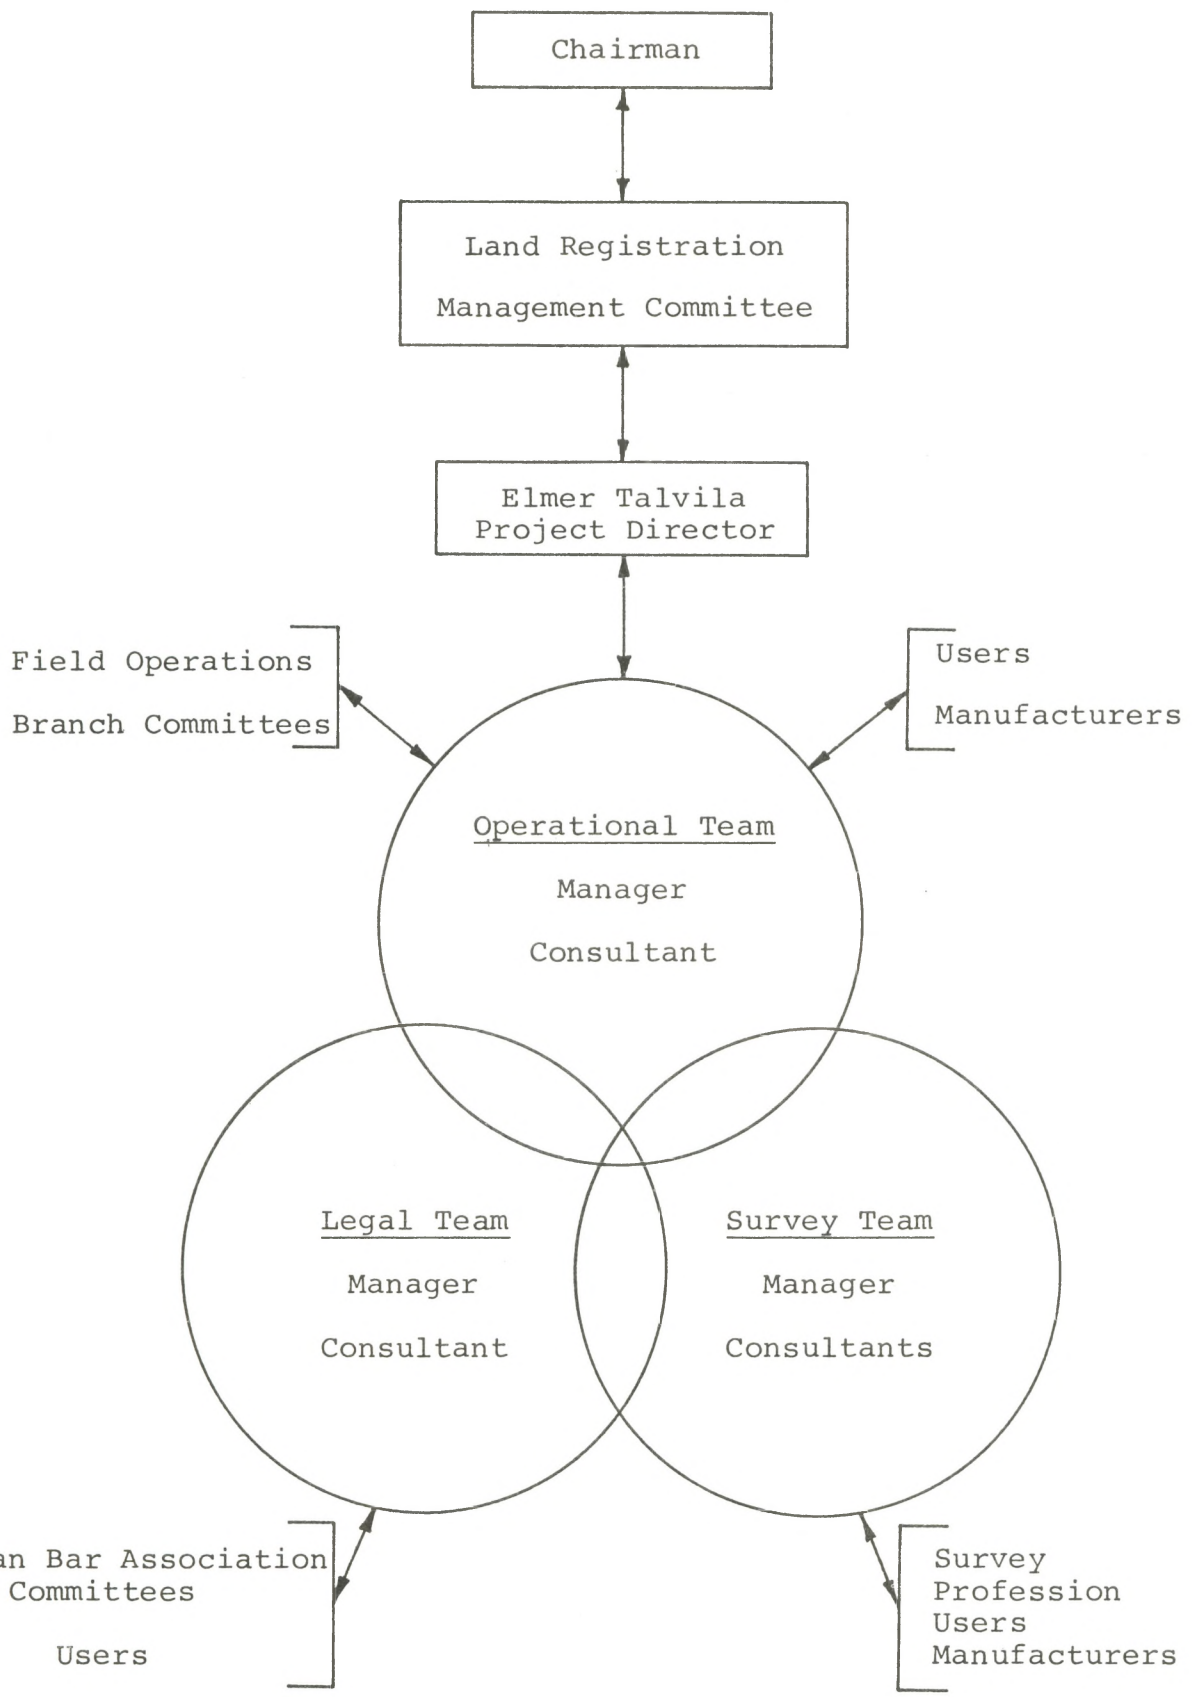 Chairman
Land Registration
Management Committee
Elmer Talvila
Project Director
Field Operations
Branch Committees
Users
Manufacturers
Operational Team
Manager
Consultant
Legal Team
Manager
Consultant
Survey Team
Manager
Consultants
Bar Association
Committees
Users
Survey
Profession
Users
Manufacturers